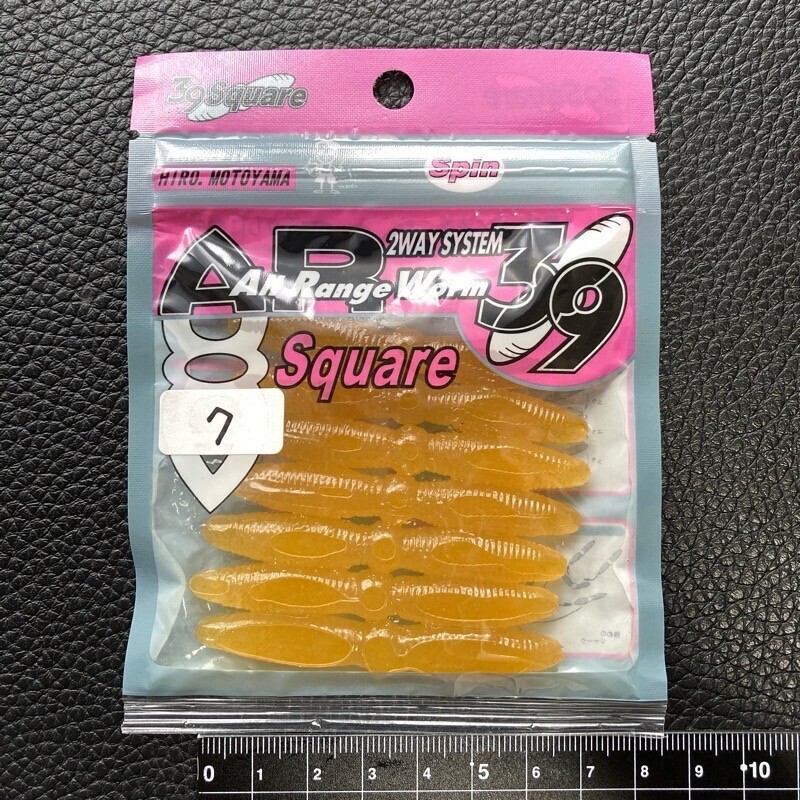 39Square
HIRO. MOTOYAMA
Spin
AR 39
2WAY SYSTEM
All Range Worm
Square
ク
0 1 2 3 4 5 6 7 8 9 10